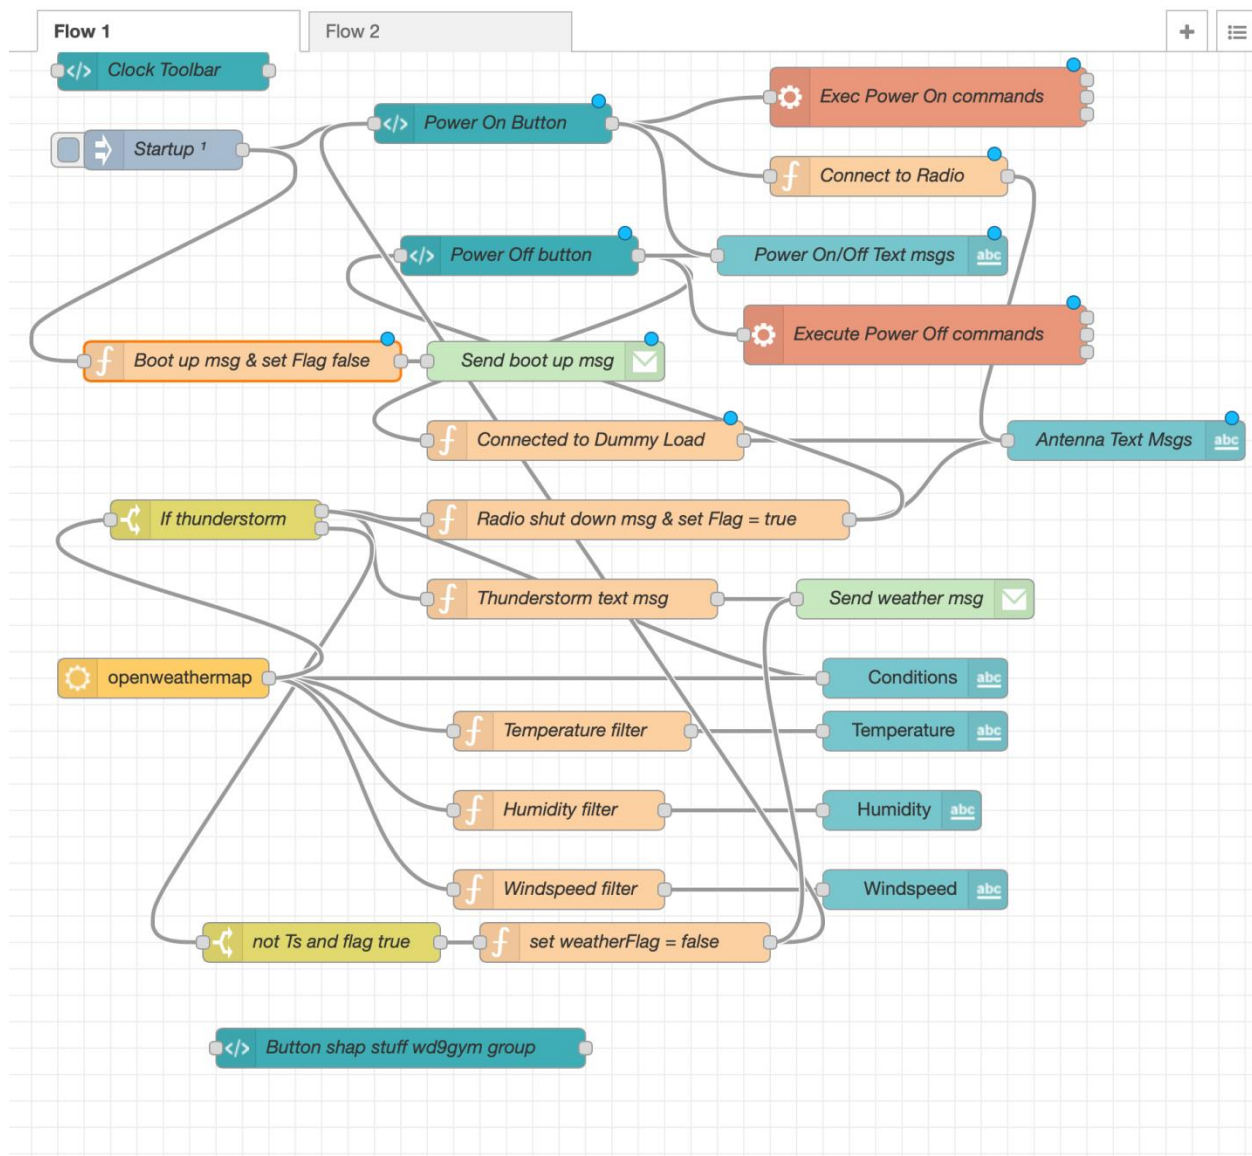 Flow 1
Flow 2
Clock Toolbar
Exec Power On commands
Power On Button
Startup ¹
Connect to Radio
Power Off button
Power On/Off Text msgs
abc
Execute Power Off commands
Boot up msg & set Flag false
Send boot up msg
Connected to Dummy Load
Antenna Text Msgs
abc
If thunderstorm
Radio shut down msg & set Flag = true
Thunderstorm text msg
Send weather msg
openweathermap
Conditions
abc
Temperature filter
Temperature
abc
Humidity filter
Humidity
abc
Windspeed filter
Windspeed
abc
not Ts and flag true
set weatherFlag = false
Button shap stuff wd9gym group